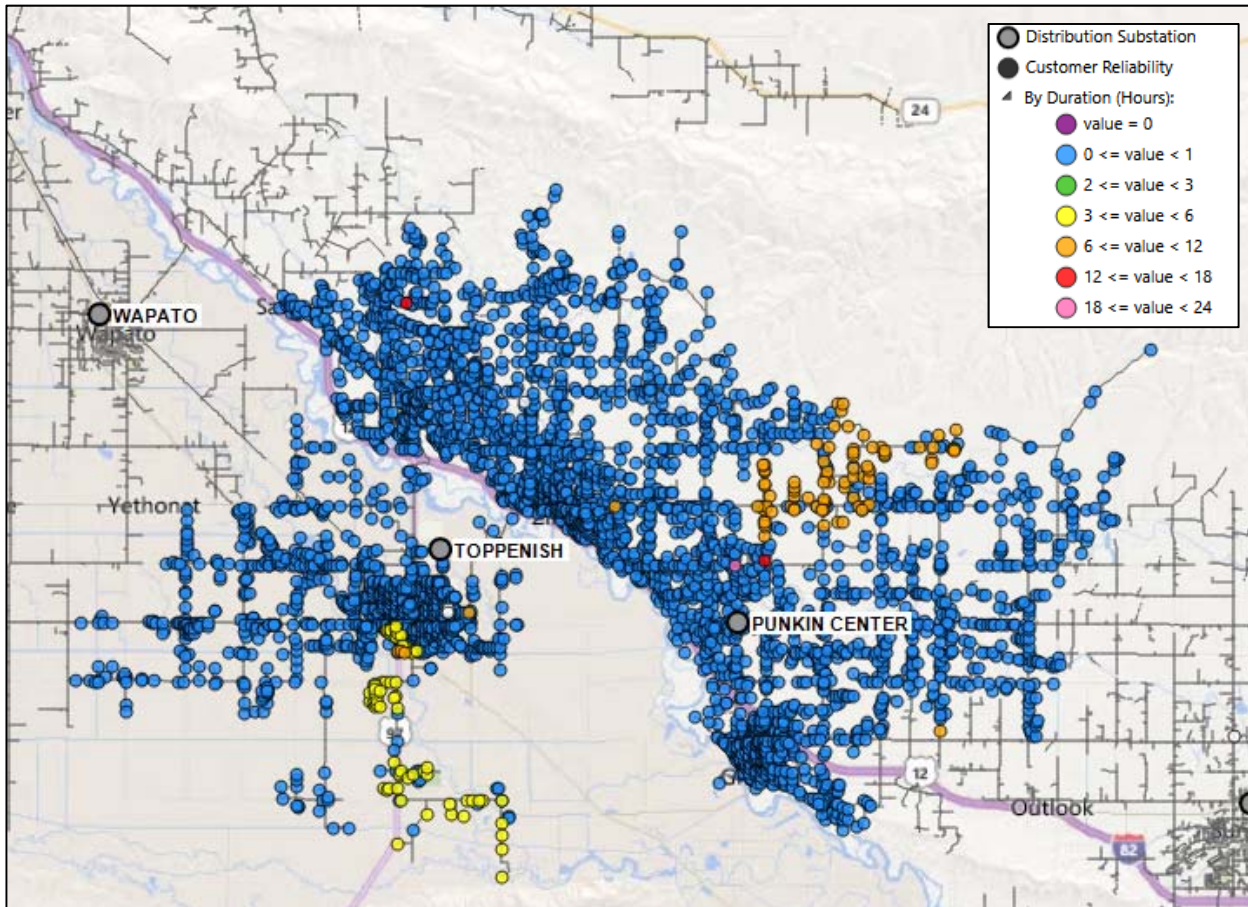 Distribution Substation
Customer Reliability
By Duration (Hours):
value = 0
0 <= value < 1
2 <= value < 3
3 <= value < 6
6 <= value < 12
12 <= value < 18
18 <= value < 24
24
WAPATO
Wapato
Yethonat
TOPPENISH
PUNKIN CENTER
97
12
Outlook
82